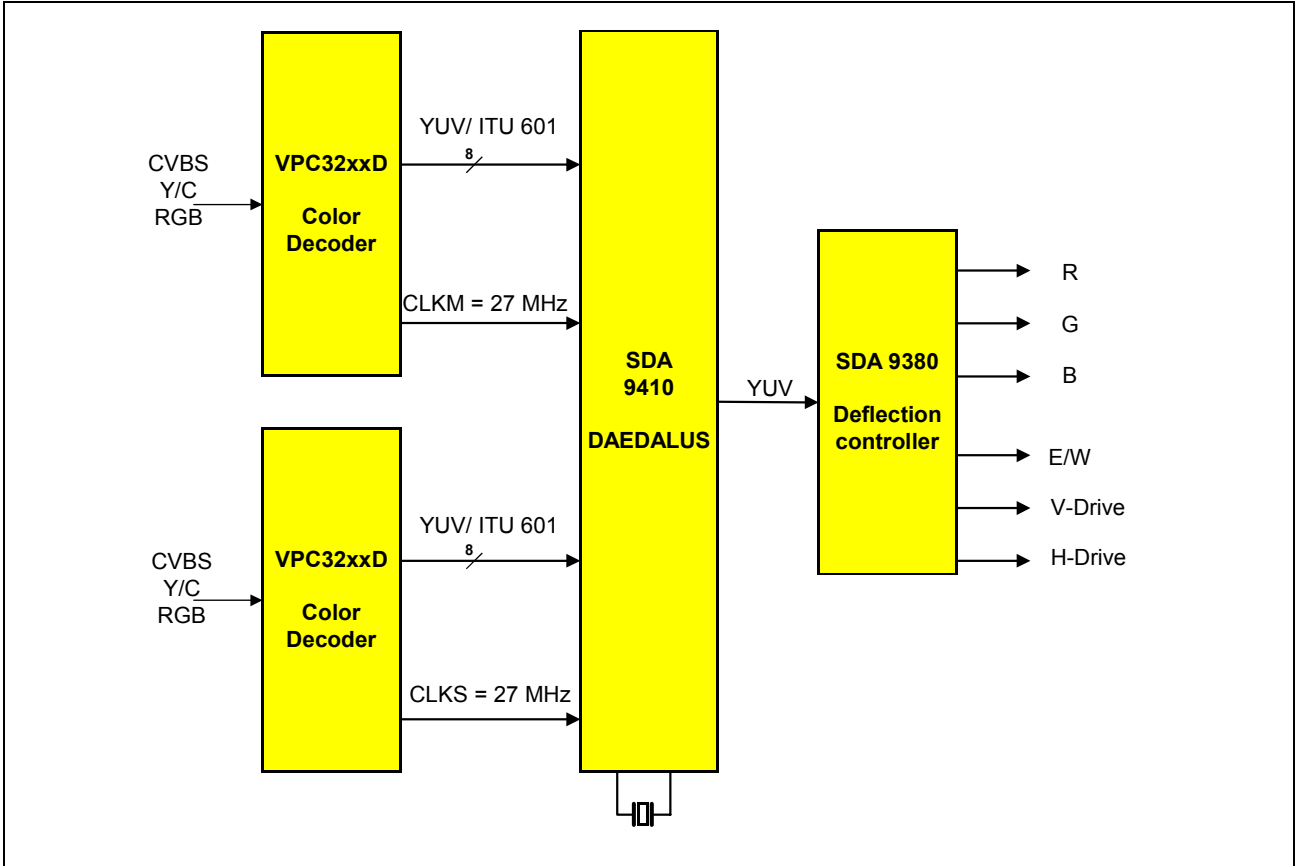 CVBS
Y/C
RGB
VPC32xxD
Color
Decoder
YUV/ ITU 601
8
CLKM = 27 MHz
CVBS
Y/C
RGB
VPC32xxD
Color
Decoder
YUV/ ITU 601
8
CLKS = 27 MHz
SDA
9410
DAEDALUS
YUV
SDA 9380
Deflection
controller
R
G
B
E/W
V-Drive
H-Drive